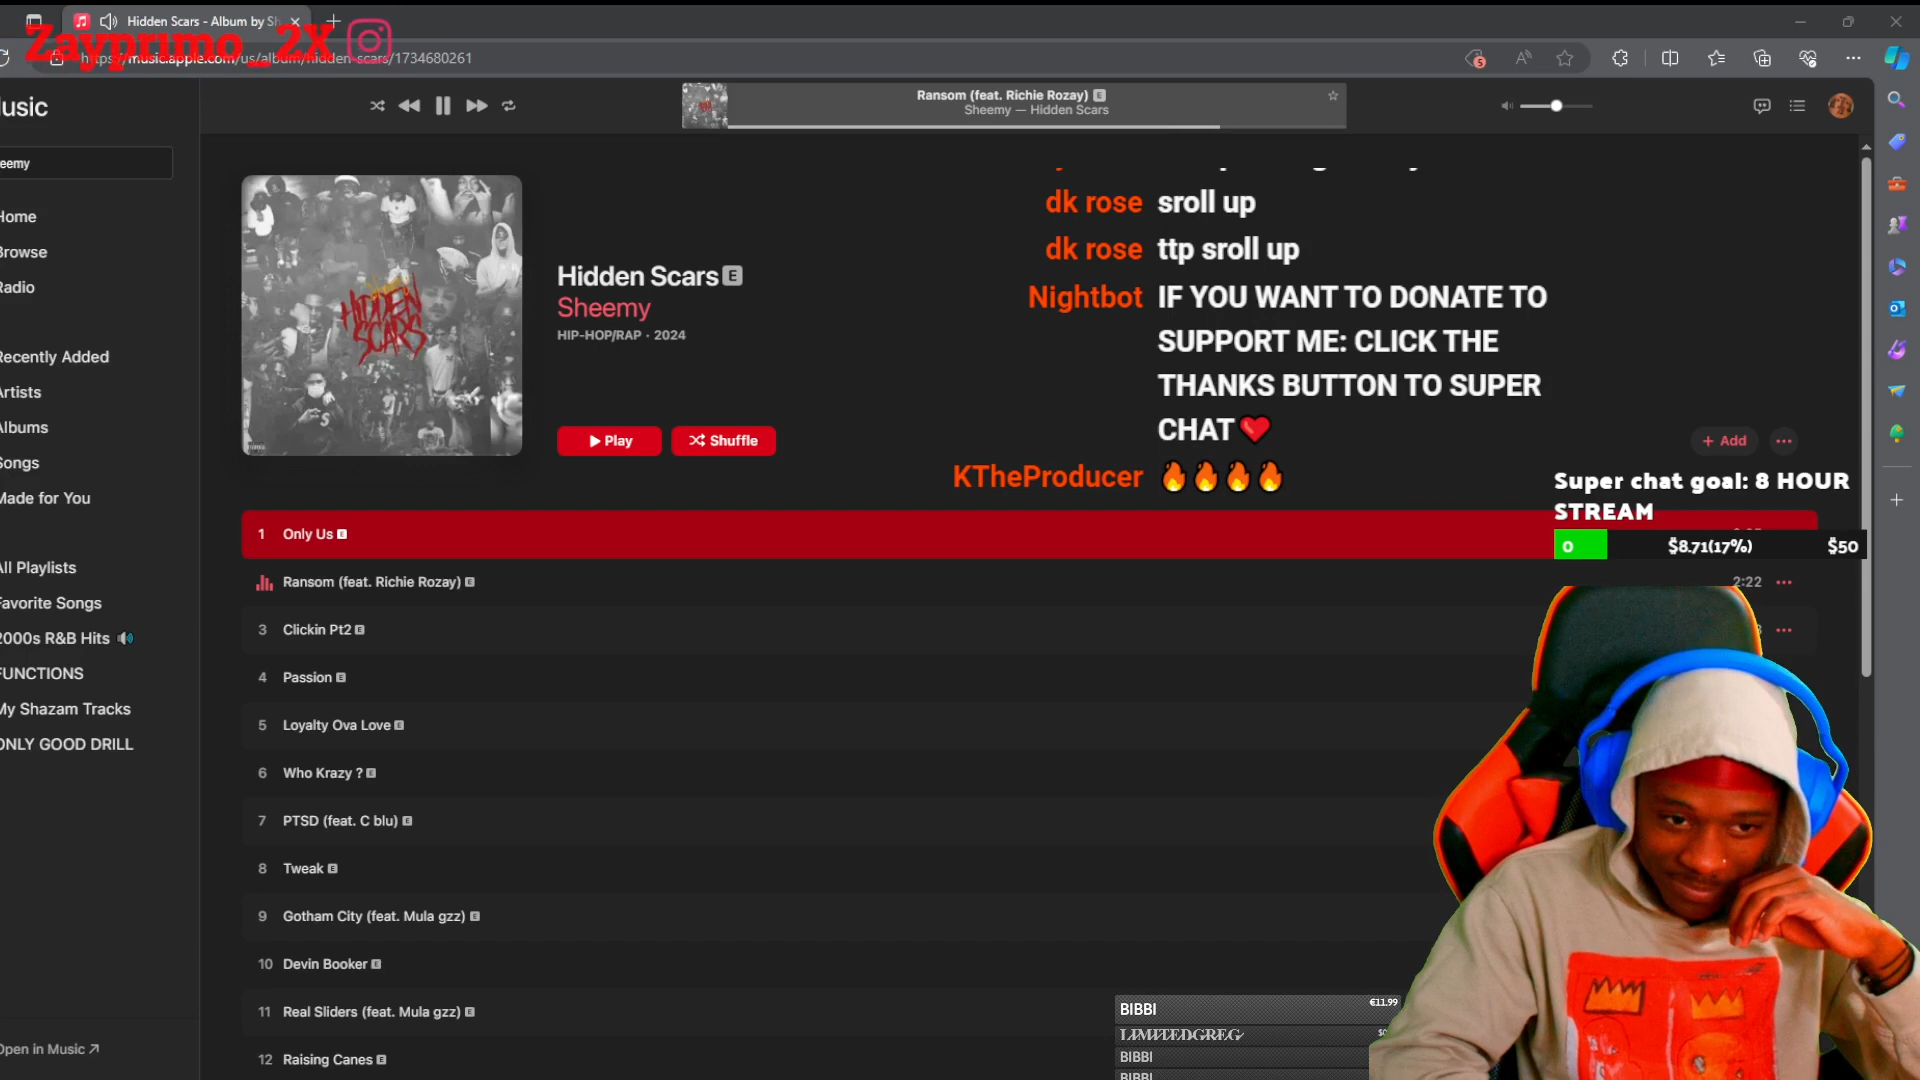 Hidden Scars - Album by Sh
Zayprimo_2X
https://music.apple.com/us/album/hidden-scars/1734680261
5
usic
Ransom (feat. Richie Rozay) E
Sheemy — Hidden Scars
eemy
Home
Browse
Radio
Recently Added
Artists
Albums
Songs
Made for You
All Playlists
Favorite Songs
2000s R&B Hits
FUNCTIONS
My Shazam Tracks
ONLY GOOD DRILL
Open in Music
HIDDEN
SCARS
Hidden Scars E
Sheemy
HIP-HOP/RAP · 2024
Play
Shuffle
dk rose sroll up
dk rose ttp sroll up
Nightbot IF YOU WANT TO DONATE TO
SUPPORT ME: CLICK THE
THANKS BUTTON TO SUPER
CHAT❤
KTheProducer 🔥🔥🔥🔥
+ Add
Super chat goal: 8 HOUR
STREAM
0 $8.71(17%) $50
1 Only Us E
Ransom (feat. Richie Rozay) E 2:22
3 Clickin Pt2 E
4 Passion E
5 Loyalty Ova Love E
6 Who Krazy ? E
7 PTSD (feat. C blu) E
8 Tweak E
9 Gotham City (feat. Mula gzz) E
10 Devin Booker E
11 Real Sliders (feat. Mula gzz) E
12 Raising Canes E
BIBBI €11.99
LIMITEDGREG
BIBBI
BIBBI